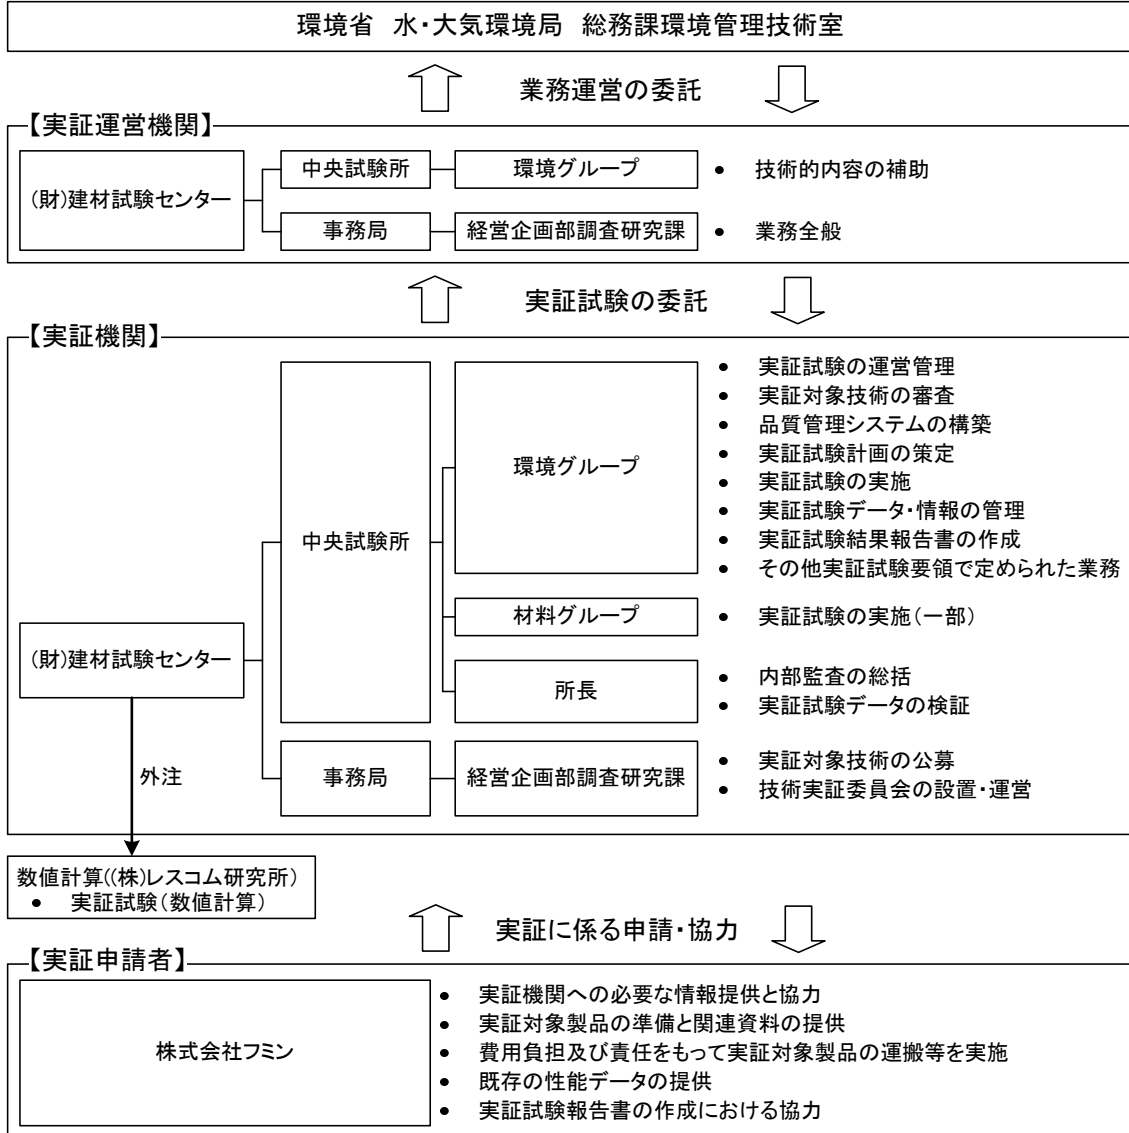 環境省　水・大気環境局　総務課環境管理技術室
業務運営の委託
【実証運営機関】
(財)建材試験センター
中央試験所
環境グループ
• 技術的内容の補助
事務局
経営企画部調査研究課
• 業務全般
実証試験の委託
【実証機関】
(財)建材試験センター
中央試験所
環境グループ
• 実証試験の運営管理
• 実証対象技術の審査
• 品質管理システムの構築
• 実証試験計画の策定
• 実証試験の実施
• 実証試験データ・情報の管理
• 実証試験結果報告書の作成
• その他実証試験要領で定められた業務
材料グループ
• 実証試験の実施(一部)
所長
• 内部監査の総括
• 実証試験データの検証
事務局
経営企画部調査研究課
• 実証対象技術の公募
• 技術実証委員会の設置・運営
外注
数値計算((株)レスコム研究所)
• 実証試験(数値計算)
実証に係る申請・協力
【実証申請者】
株式会社フミン
• 実証機関への必要な情報提供と協力
• 実証対象製品の準備と関連資料の提供
• 費用負担及び責任をもって実証対象製品の運搬等を実施
• 既存の性能データの提供
• 実証試験報告書の作成における協力